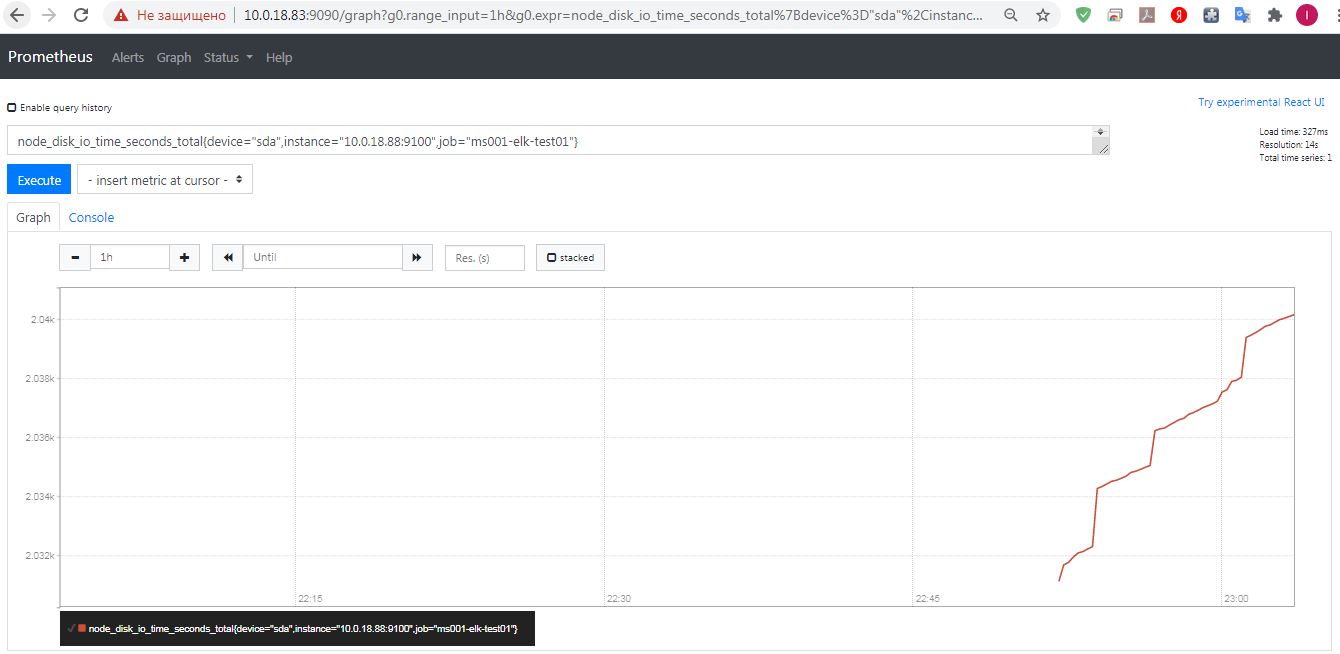 Не защищено 10.0.18.83:9090/graph?g0.range_input=1h&g0.expr=node_disk_io_time_seconds_total%7Bdevice%3D"sda"%2Cinstanc...
Prometheus Alerts Graph Status Help
Enable query history
Try experimental React UI
node_disk_io_time_seconds_total{device="sda",instance="10.0.18.88:9100",job="ms001-elk-test01"}
Load time: 327ms
Resolution: 14s
Total time series: 1
Execute - insert metric at cursor -
Graph Console
1h Until Res. (s) stacked
2.04k
2.038k
2.036k
2.034k
2.032k
22:15 22:30 22:45 23:00
node_disk_io_time_seconds_total{device="sda",instance="10.0.18.88:9100",job="ms001-elk-test01"}